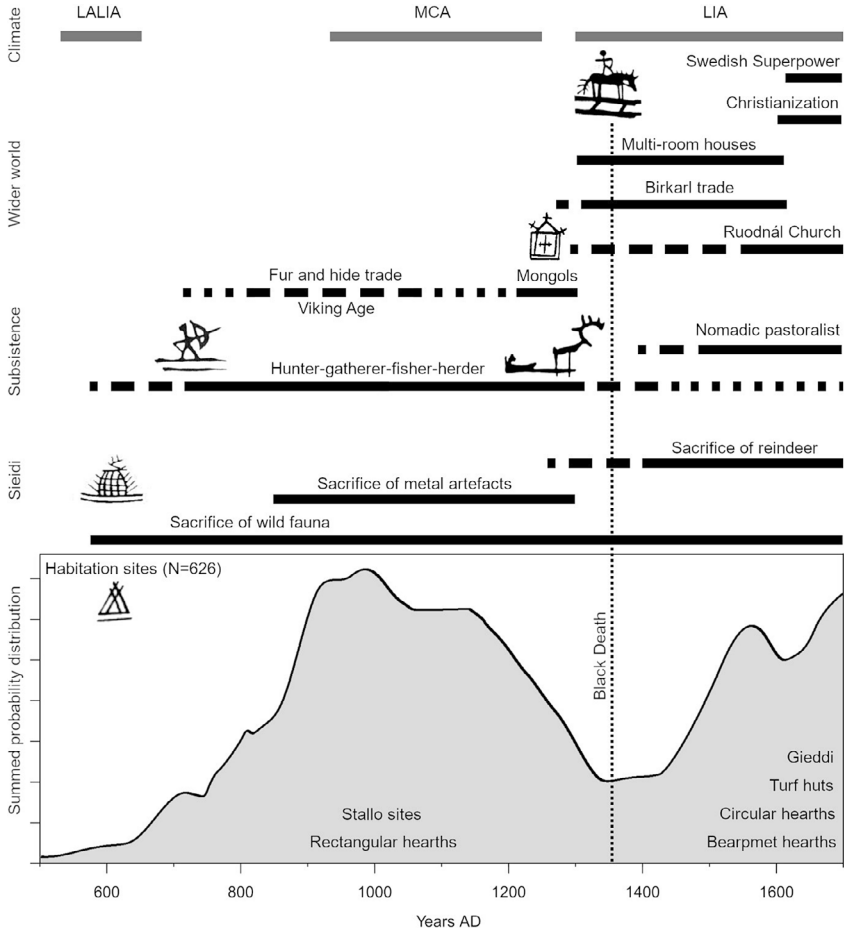 LALIA
MCA
LIA
Climate
Swedish Superpower
Christianization
Multi-room houses
Wider world
Birkarl trade
Ruodnál Church
Fur and hide trade
Mongols
Viking Age
Nomadic pastoralist
Subsistence
Hunter-gatherer-fisher-herder
Sacrifice of reindeer
Sieidi
Sacrifice of metal artefacts
Sacrifice of wild fauna
Habitation sites (N=626)
Summed probability distribution
Black Death
Gieddi
Turf huts
Stallo sites
Circular hearths
Rectangular hearths
Bearpmet hearths
600
800
1000
1200
1400
1600
Years AD